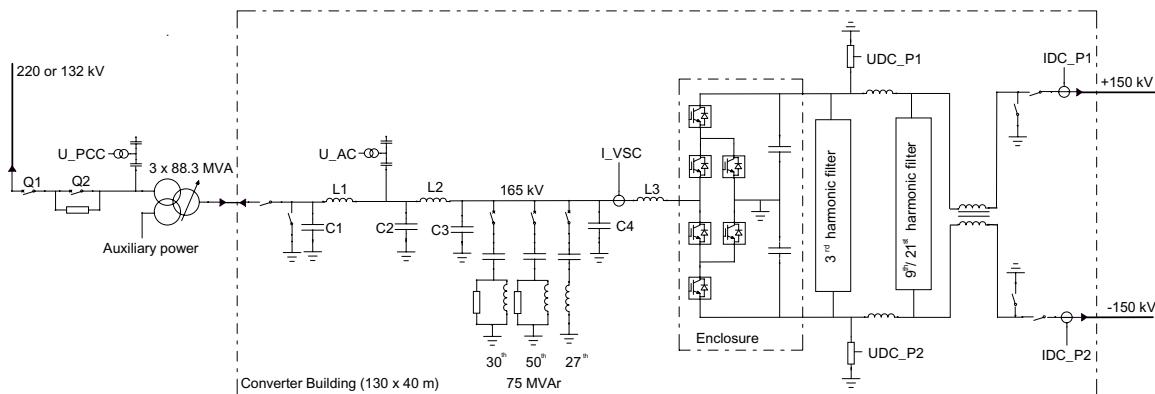 220 or 132 kV
U_PCC
3 x 88.3 MVA
Q1
Q2
Auxiliary power
U_AC
L1
L2
165 kV
I_VSC
L3
C1
C2
C3
C4
30th
50th
27th
75 MVAr
Converter Building (130 x 40 m)
Enclosure
UDC_P1
UDC_P2
3rd harmonic filter
9th/ 21st harmonic filter
IDC_P1
+150 kV
-150 kV
IDC_P2